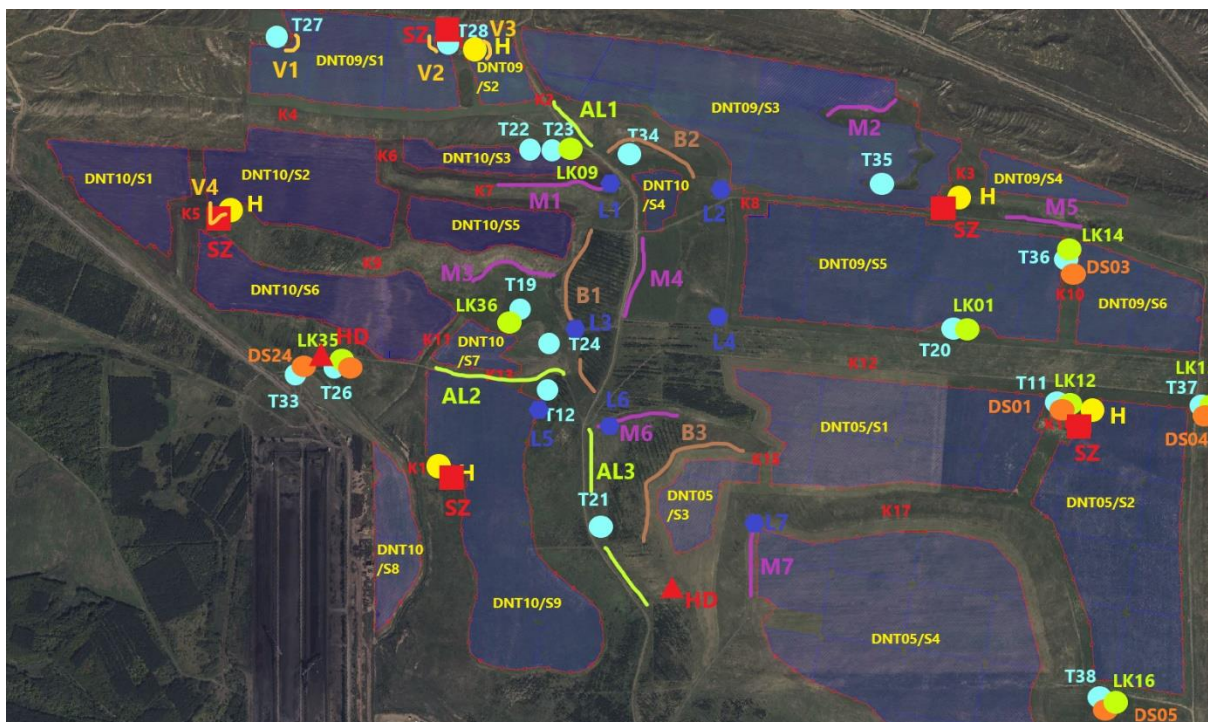 T27
V1
DNT09/S1
SZ
V2
T28
V3
H
DNT09
/S2
K4
K2
AL1
DNT09/S3
M2
T22
T23
LK09
T34
B2
T35
K6
DNT10/S3
DNT10/S1
DNT10/S2
V4
H
K5
SZ
K7
M1
L1
DNT10
/S4
L2
K8
K3
DNT09/S4
H
SZ
M5
DNT10/S5
LK14
T36
DS03
K10
K9
M3
M4
DNT09/S5
DNT09/S6
DNT10/S6
T19
LK36
B1
L3
L4
LK01
T20
K11
DNT10
/S7
T24
LK35
HD
DS24
T33
T26
K13
K12
AL2
T12
L5
L6
M6
B3
T11
LK12
DS01
H
SZ
T37
DS04
DNT05/S1
H
SZ
AL3
DNT05
/S3
T21
L7
K17
DNT05/S2
DNT10
/S8
DNT10/S9
HD
M7
DNT05/S4
T38
LK16
DS05